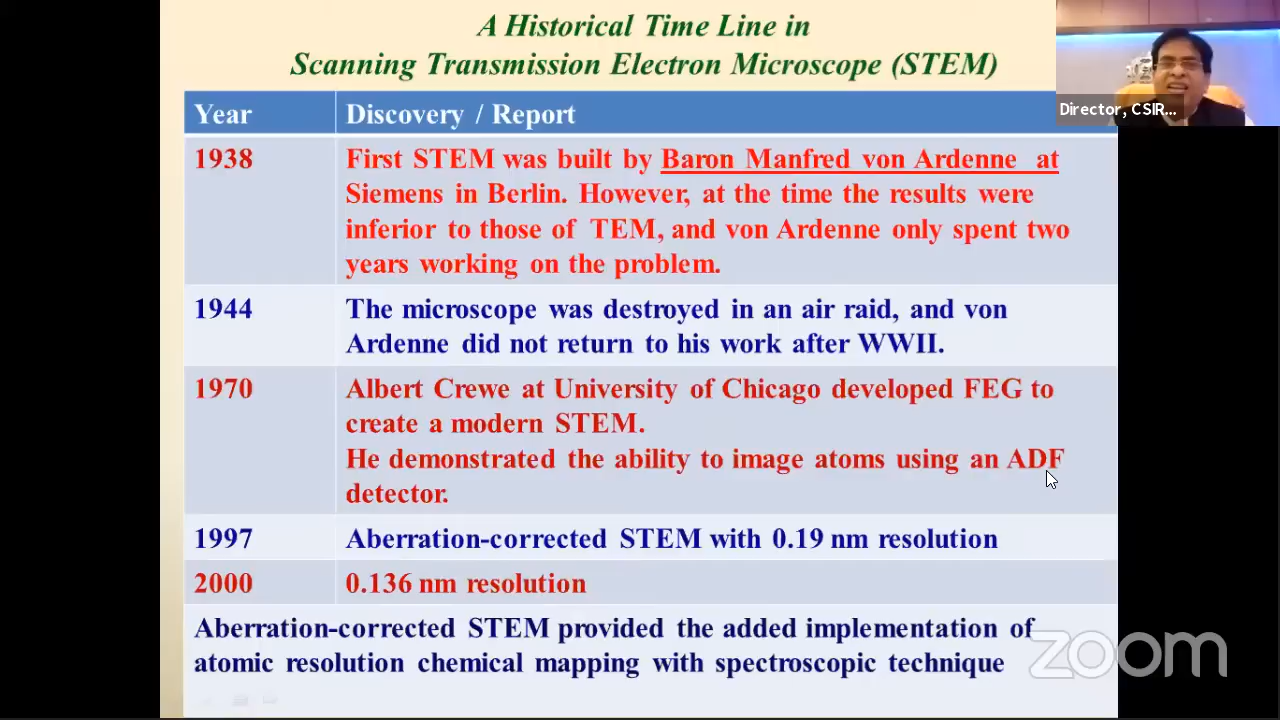 A Historical Time Line in
Scanning Transmission Electron Microscope (STEM)
Director, CSIR...
Year Discovery / Report
1938 First STEM was built by Baron Manfred von Ardenne at
Siemens in Berlin. However, at the time the results were
inferior to those of TEM, and von Ardenne only spent two
years working on the problem.
1944 The microscope was destroyed in an air raid, and von
Ardenne did not return to his work after WWII.
1970 Albert Crewe at University of Chicago developed FEG to
create a modern STEM.
He demonstrated the ability to image atoms using an ADF
detector.
1997 Aberration-corrected STEM with 0.19 nm resolution
2000 0.136 nm resolution
Aberration-corrected STEM provided the added implementation of
atomic resolution chemical mapping with spectroscopic technique
zoom